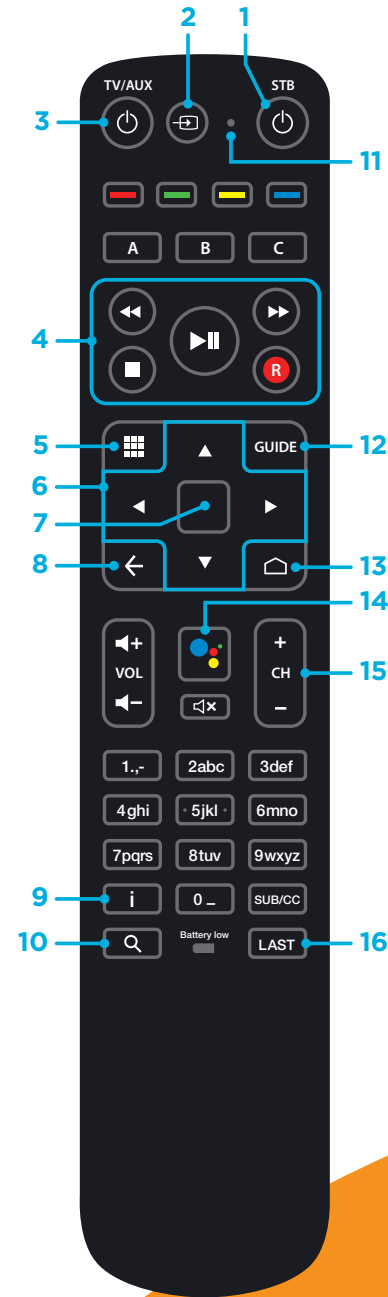 2 1
TV/AUX STB
3
11
A B C
4
R
5 GUIDE 12
6
7
8 13
14
+ +
VOL CH 15
- −
1.,- 2abc 3def
4ghi 5jkl 6mno
7pqrs 8tuv 9wxyz
9 i 0 _ SUB/CC
10 Battery low LAST 16